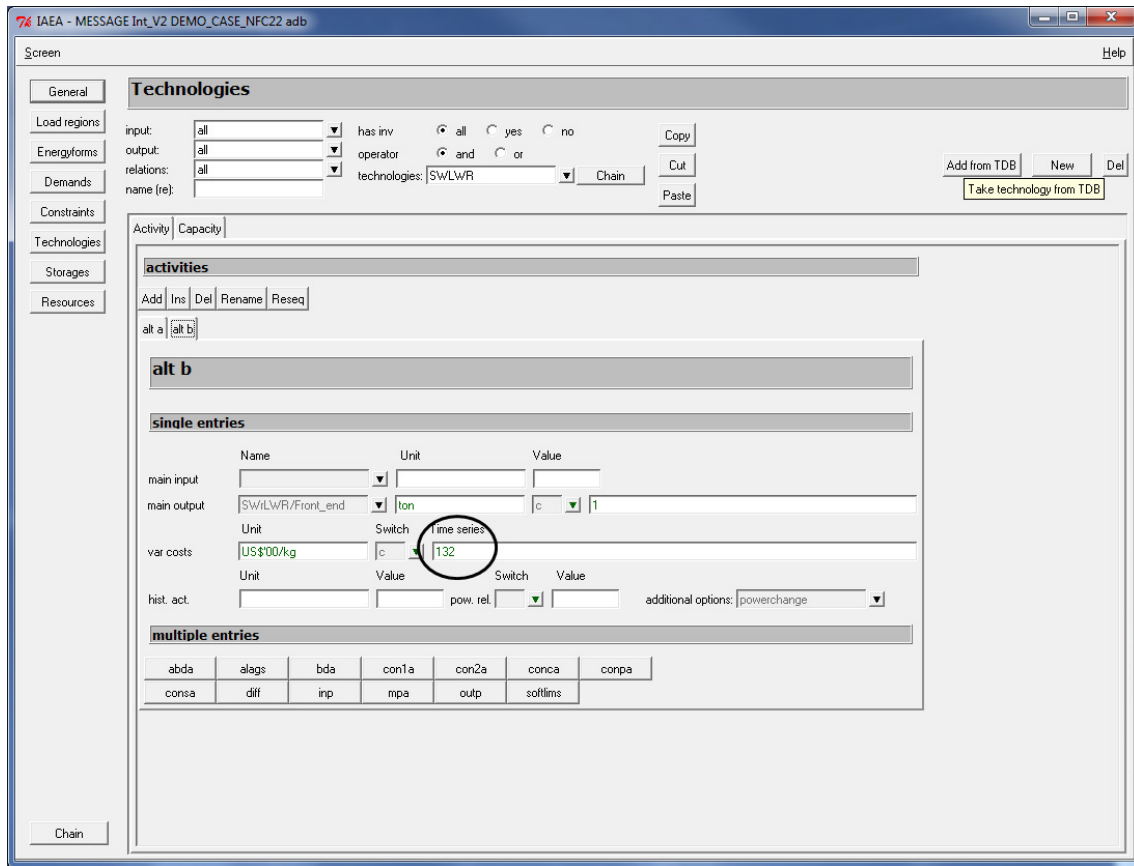 IAEA - MESSAGE Int_V2 DEMO_CASE_NFC22 adb
Screen Help
General
Load regions
Energyforms
Demands
Constraints
Technologies
Storages
Resources
Chain
Technologies
input: all has inv all yes no Copy
output: all operator and or
relations: all technologies: SWLWR Chain Cut Add from TDB New Del
name (re): Paste Take technology from TDB
Activity Capacity
activities
Add Ins Del Rename Reseq
alt a alt b
alt b
single entries
Name Unit Value
main input
main output SWrLWR/Front_end ton c 1
Unit Switch Time series
var costs US$'00/kg c 132
Unit Value Switch Value
hist. act. pow. rel. additional options: powerchange
multiple entries
abda alags bda con1a con2a conca conpa
consa diff inp mpa outp softlims